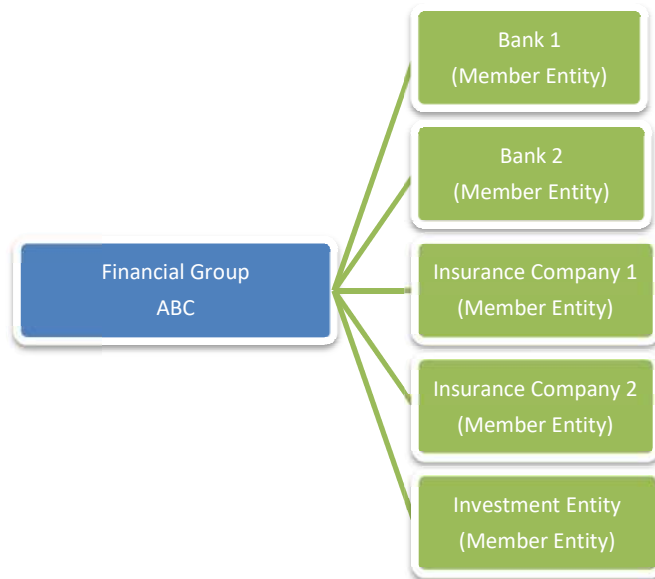 Bank 1
(Member Entity)
Bank 2
(Member Entity)
Financial Group
ABC
Insurance Company 1
(Member Entity)
Insurance Company 2
(Member Entity)
Investment Entity
(Member Entity)